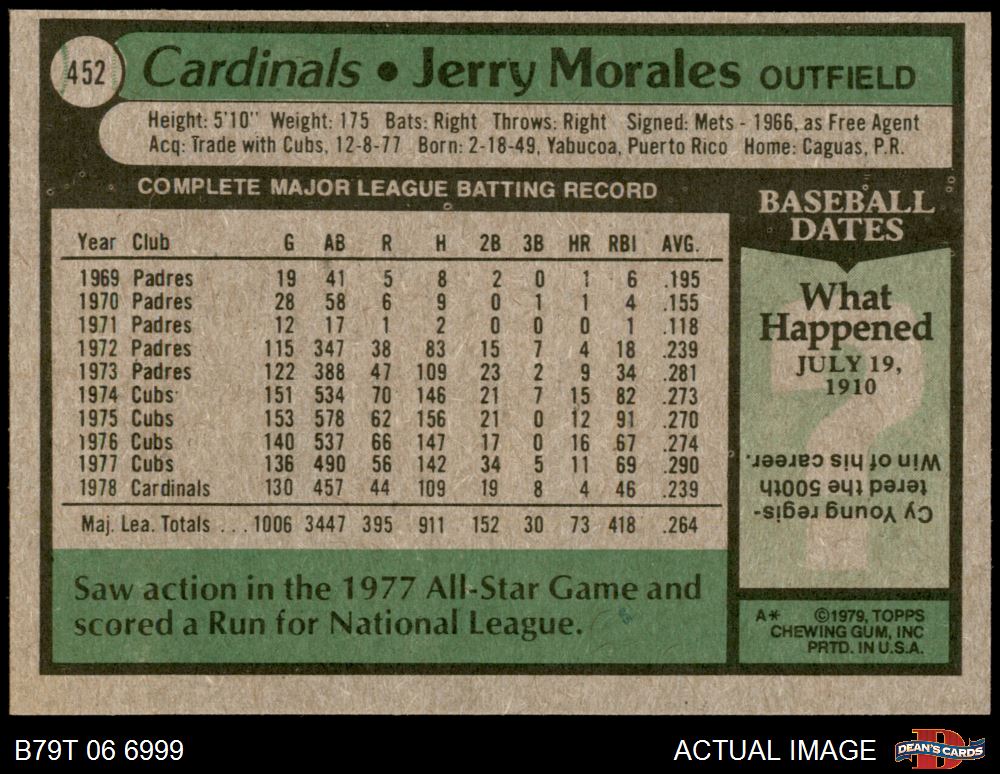 452 Cardinals • Jerry Morales OUTFIELD
Height: 5'10" Weight: 175 Bats: Right Throws: Right Signed: Mets - 1966, as Free Agent
Acq: Trade with Cubs, 12-8-77 Born: 2-18-49, Yabucoa, Puerto Rico Home: Caguas, P.R.
COMPLETE MAJOR LEAGUE BATTING RECORD
Year Club G AB R H 2B 3B HR RBI AVG.
1969 Padres 19 41 5 8 2 0 1 6 .195
1970 Padres 28 58 6 9 0 1 1 4 .155
1971 Padres 12 17 1 2 0 0 0 1 .118
1972 Padres 115 347 38 83 15 7 4 18 .239
1973 Padres 122 388 47 109 23 2 9 34 .281
1974 Cubs 151 534 70 146 21 7 15 82 .273
1975 Cubs 153 578 62 156 21 0 12 91 .270
1976 Cubs 140 537 66 147 17 0 16 67 .274
1977 Cubs 136 490 56 142 34 5 11 69 .290
1978 Cardinals 130 457 44 109 19 8 4 46 .239
Maj. Lea. Totals ... 1006 3447 395 911 152 30 73 418 .264
Saw action in the 1977 All-Star Game and
scored a Run for National League.
BASEBALL
DATES
What
Happened
JULY 19,
1910
?
Cy Young regis-
tered the 500th
Win of his career.
A* ©1979, TOPPS
CHEWING GUM, INC
PRTD. IN U.S.A.
B79T 06 6999
ACTUAL IMAGE
D
DEAN'S CARDS